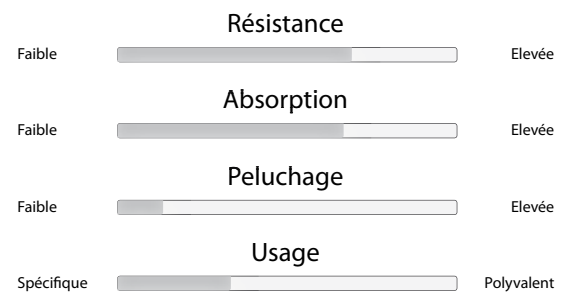 Résistance
Faible Elevée
Absorption
Faible Elevée
Peluchage
Faible Elevée
Usage
Spécifique Polyvalent